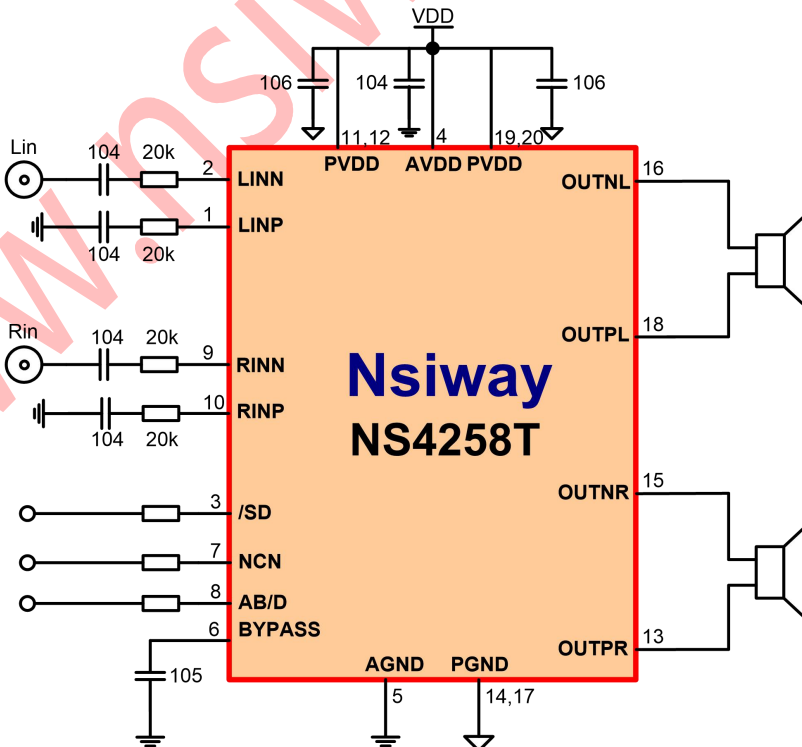 VDD
106
104
106
11,12
4
19,20
PVDD
AVDD
PVDD
Lin
104
20k
2
LINN
1
LINP
104
20k
OUTNL
16
OUTPL
18
Rin
104
20k
9
RINN
10
RINP
104
20k
Nsiway
NS4258T
3
/SD
7
NCN
8
AB/D
6
BYPASS
105
OUTNR
15
OUTPR
13
AGND
PGND
5
14,17
w.nsiw